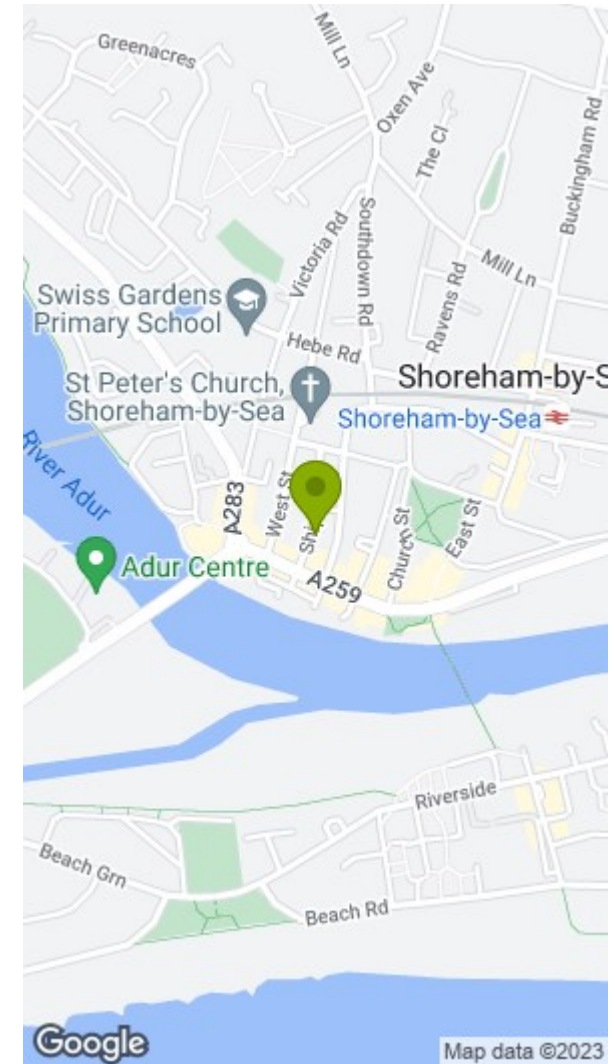 Greenacres
Mill Ln
Oxen Ave
The Cl
Buckingham Rd
Victoria Rd
Southdown Rd
Ravens Rd
Mill Ln
Swiss Gardens
Primary School
Hebe Rd
St Peter's Church,
Shoreham-by-Sea
Shoreham-by-S
Shoreham-by-Sea
River Adur
A283
West St
Church St
East St
Adur Centre
A259
Riverside
Beach Grn
Beach Rd
Google
Map data ©2023